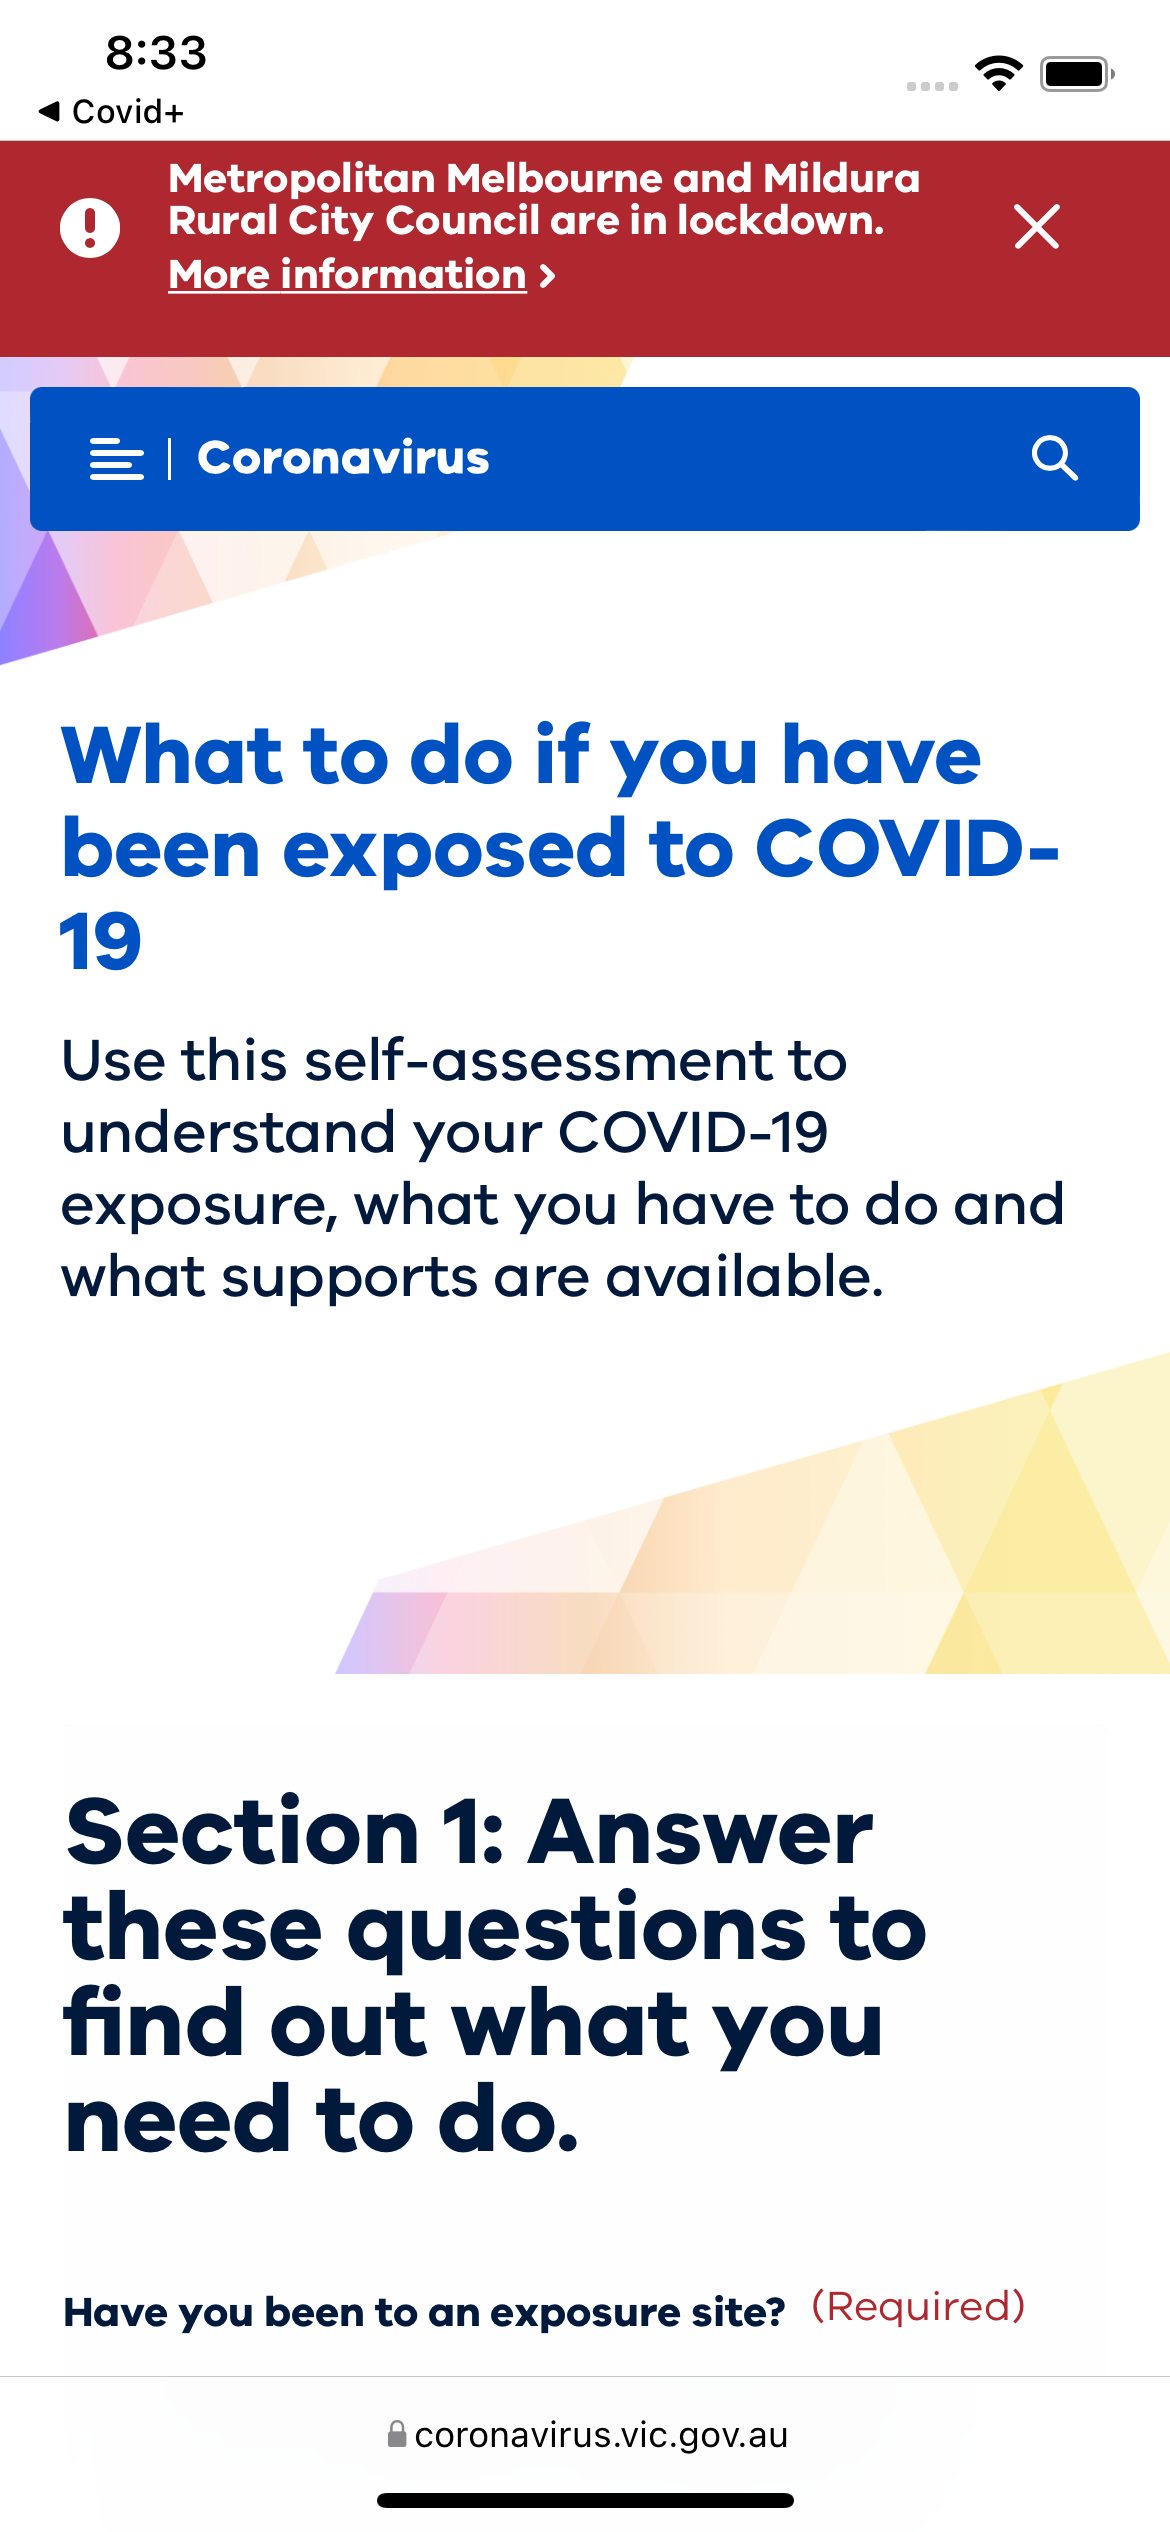 8:33
◀ Covid+
Metropolitan Melbourne and Mildura
Rural City Council are in lockdown.
More information >
Coronavirus
What to do if you have
been exposed to COVID-
19
Use this self-assessment to
understand your COVID-19
exposure, what you have to do and
what supports are available.
Section 1: Answer
these questions to
find out what you
need to do.
Have you been to an exposure site? (Required)
coronavirus.vic.gov.au